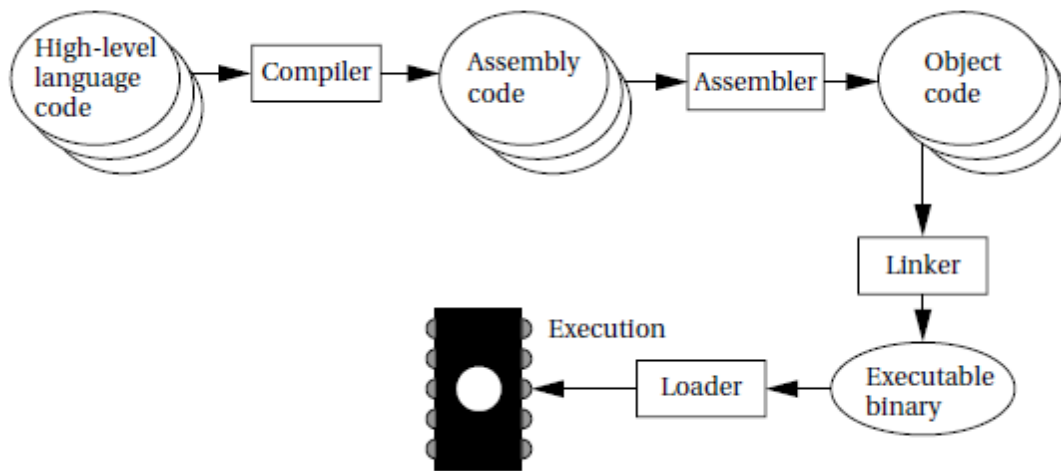 High-level
language
code
Compiler
Assembly
code
Assembler
Object
code
Linker
Execution
Loader
Executable
binary